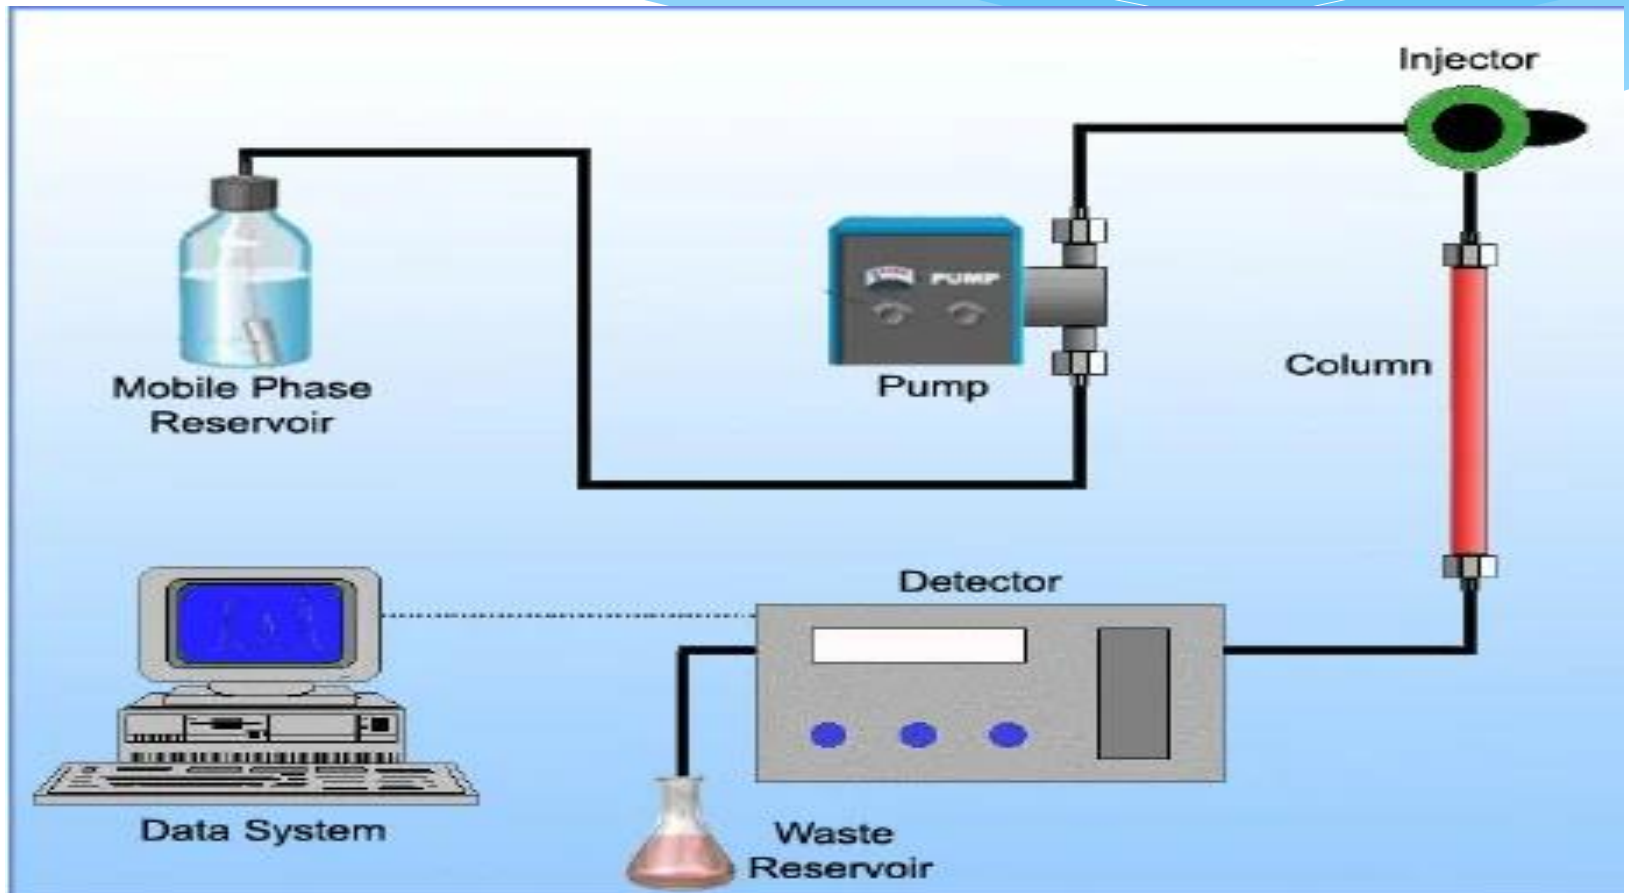 Injector
PUMP
Mobile Phase
Reservoir
Pump
Column
Detector
Data System
Waste
Reservoir